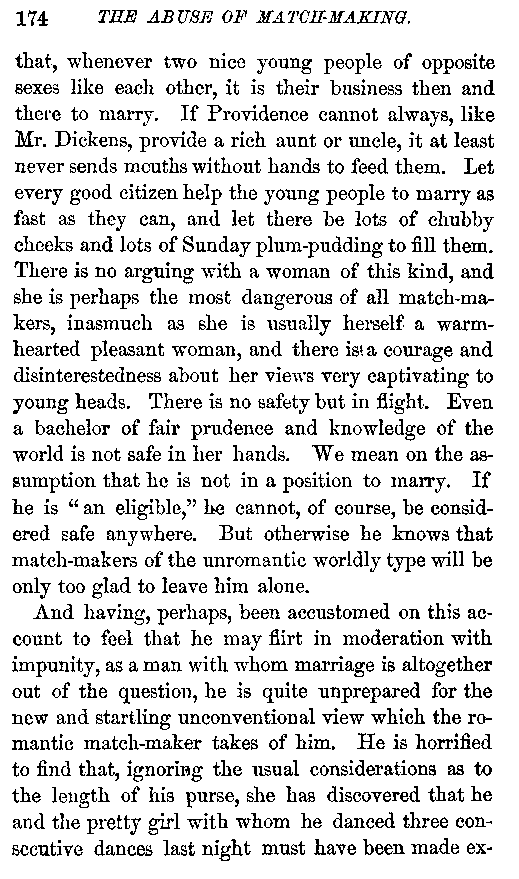 174 THE ABUSE OF MATCH-MAKING.
that, whenever two nice young people of opposite
sexes like each other, it is their business then and
there to marry. If Providence cannot always, like
Mr. Dickens, provide a rich aunt or uncle, it at least
never sends mouths without hands to feed them. Let
every good citizen help the young people to marry as
fast as they can, and let there be lots of chubby
cheeks and lots of Sunday plum-pudding to fill them.
There is no arguing with a woman of this kind, and
she is perhaps the most dangerous of all match-ma-
kers, inasmuch as she is usually herself a warm-
hearted pleasant woman, and there is a courage and
disinterestedness about her views very captivating to
young heads. There is no safety but in flight. Even
a bachelor of fair prudence and knowledge of the
world is not safe in her hands. We mean on the as-
sumption that he is not in a position to marry. If
he is “an eligible,” he cannot, of course, be consid-
ered safe anywhere. But otherwise he knows that
match-makers of the unromantic worldly type will be
only too glad to leave him alone.
And having, perhaps, been accustomed on this ac-
count to feel that he may flirt in moderation with
impunity, as a man with whom marriage is altogether
out of the question, he is quite unprepared for the
new and startling unconventional view which the ro-
mantic match-maker takes of him. He is horrified
to find that, ignoring the usual considerations as to
the length of his purse, she has discovered that he
and the pretty girl with whom he danced three con-
secutive dances last night must have been made ex-